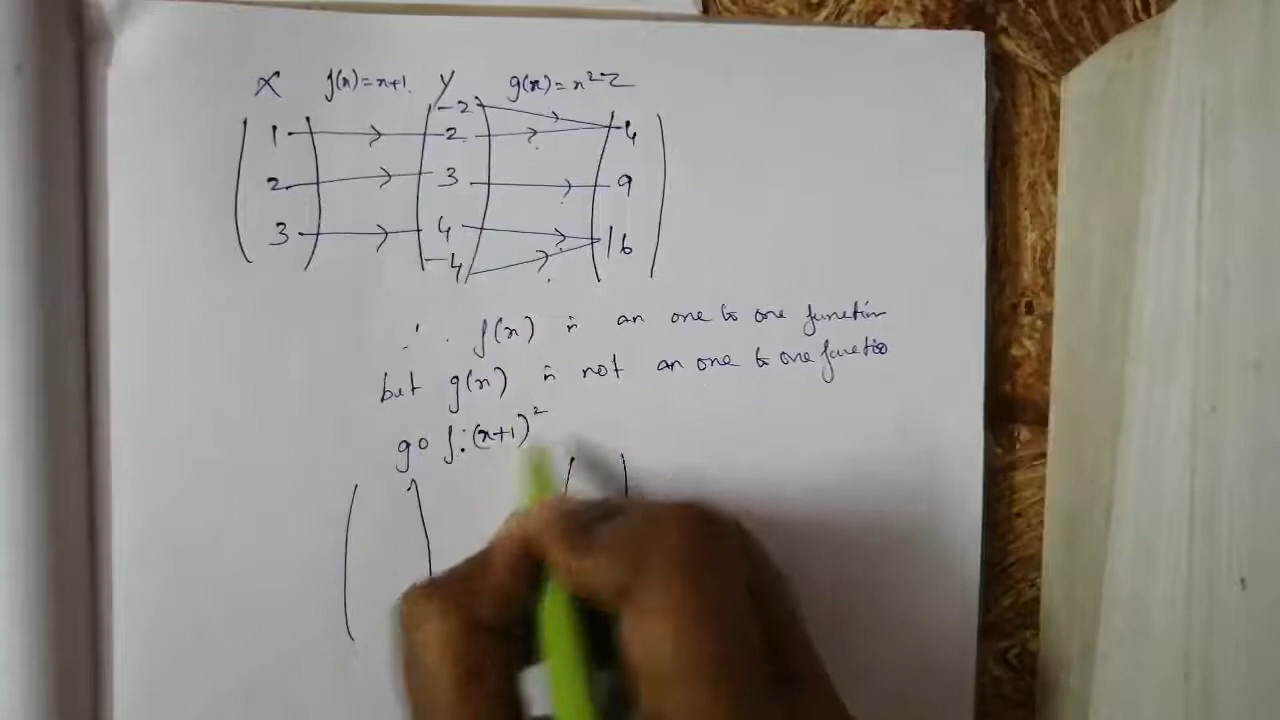 X f(x)=x+1. Y g(x)=x² Z
-2
1 2 4
2 3 9
3 4 16
-4
∴ f(x) is an one to one function
but g(x) is not an one to one function
g∘f:(x+1)²